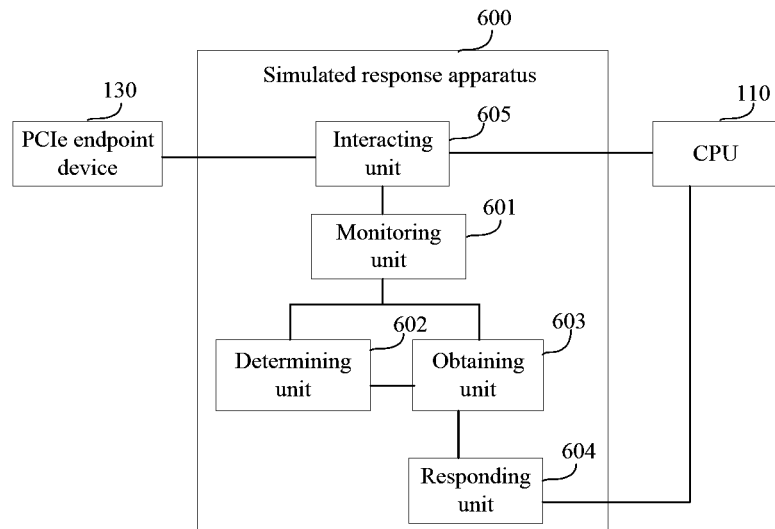 600
Simulated response apparatus
130
PCIe endpoint
device
605
Interacting
unit
110
CPU
601
Monitoring
unit
602
Determining
unit
603
Obtaining
unit
604
Responding
unit